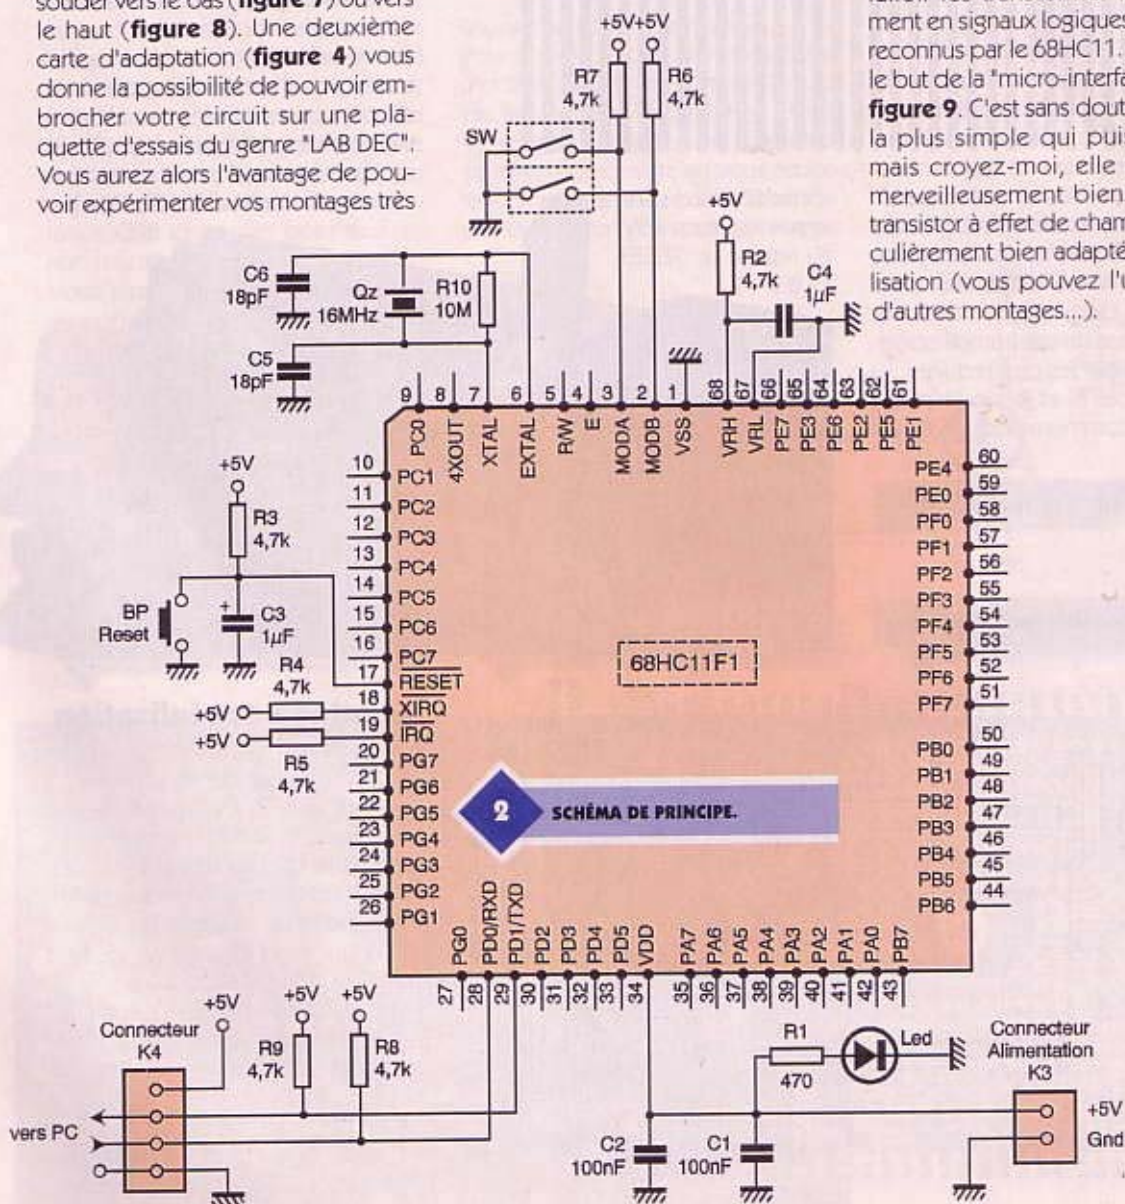 souder vers le bas (figure 7) ou vers
le haut (figure 8). Une deuxième
carte d'adaptation (figure 4) vous
donne la possibilité de pouvoir em-
brocher votre circuit sur une pla-
quette d'essais du genre "LAB DEC".
Vous aurez alors l'avantage de pou-
voir expérimenter vos montages très
ment en signaux logiques
reconnus par le 68HC11.
le but de la "micro-interfa
figure 9. C'est sans dout
la plus simple qui puis
mais croyez-moi, elle
merveilleusement bien
transistor à effet de cham
culièrement bien adapté
lisation (vous pouvez l'u
d'autres montages...).
+5V +5V
R7
4,7k
R6
4,7k
SW
+5V
R2
4,7k
C4
1µF
C6
18pF
Qz
16MHz
R10
10M
C5
18pF
9 8 7 6 5 4 3 2 1 68 67 66 65 64 63 62 61
PC0 4XOUT XTAL EXTAL R/W E MODA MODB VSS VRH VRL PE7 PE3 PE6 PE2 PE5 PE1
10 PC1
11 PC2
12 PC3
13 PC4
14 PC5
15 PC6
16 PC7
17 RESET
18 XIRQ
19 IRQ
20 PG7
21 PG6
22 PG5
23 PG4
24 PG3
25 PG2
26 PG1
PE4 60
PE0 59
PF0 58
PF1 57
PF2 56
PF3 55
PF4 54
PF5 53
PF6 52
PF7 51
PB0 50
PB1 49
PB2 48
PB3 47
PB4 46
PB5 45
PB6 44
+5V
R3
4,7k
BP
Reset
C3
+
1µF
R4
4,7k
+5V
+5V
R5
4,7k
68HC11F1
2 SCHÉMA DE PRINCIPE.
PG0 PD0/RXD PD1/TXD PD2 PD3 PD4 PD5 VDD PA7 PA6 PA5 PA4 PA3 PA2 PA1 PA0 PB7
27 28 29 30 31 32 33 34 35 36 37 38 39 40 41 42 43
Connecteur
K4
+5V
+5V
+5V
R9
4,7k
R8
4,7k
vers PC
R1
470
Led
C2
100nF
C1
100nF
Connecteur
Alimentation
K3
+5V
Gnd